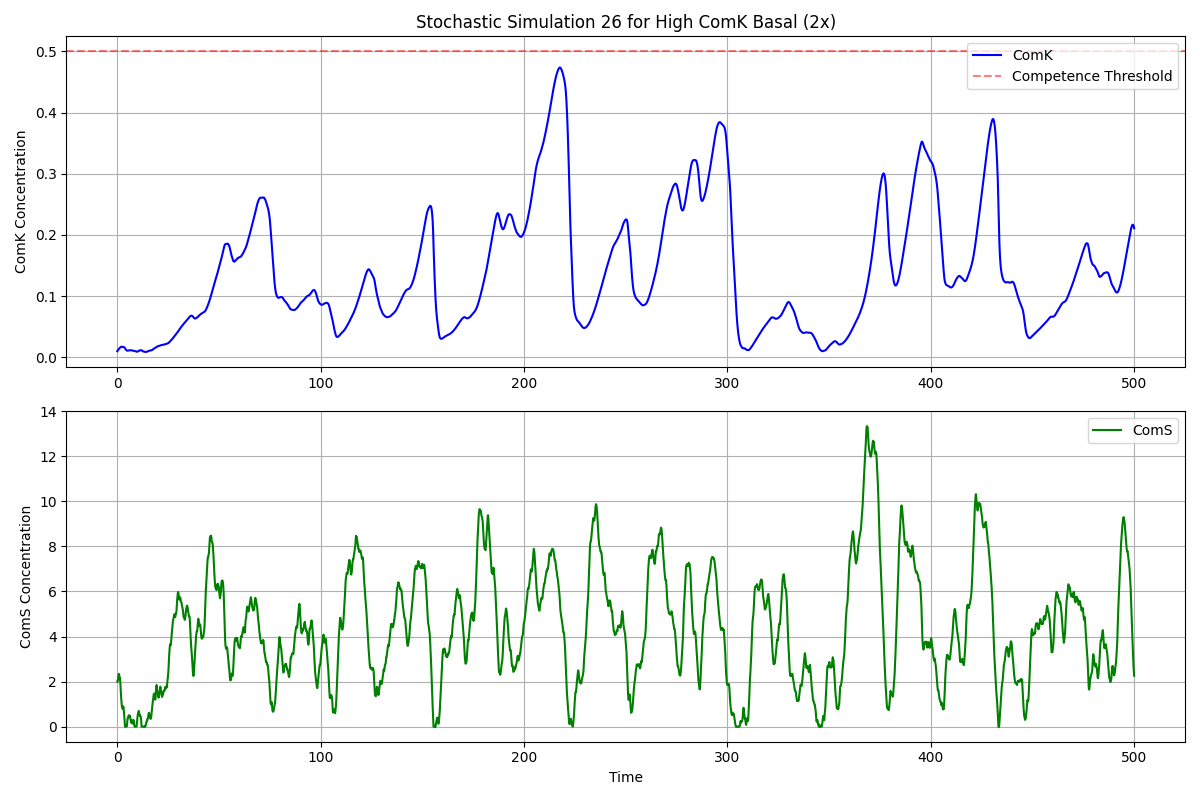 Stochastic Simulation 26 for High ComK Basal (2x)
ComK Concentration
0.5
0.4
0.3
0.2
0.1
0.0
ComK
Competence Threshold
0 100 200 300 400 500
ComS Concentration
14
12
10
8
6
4
2
0
ComS
0 100 200 300 400 500
Time